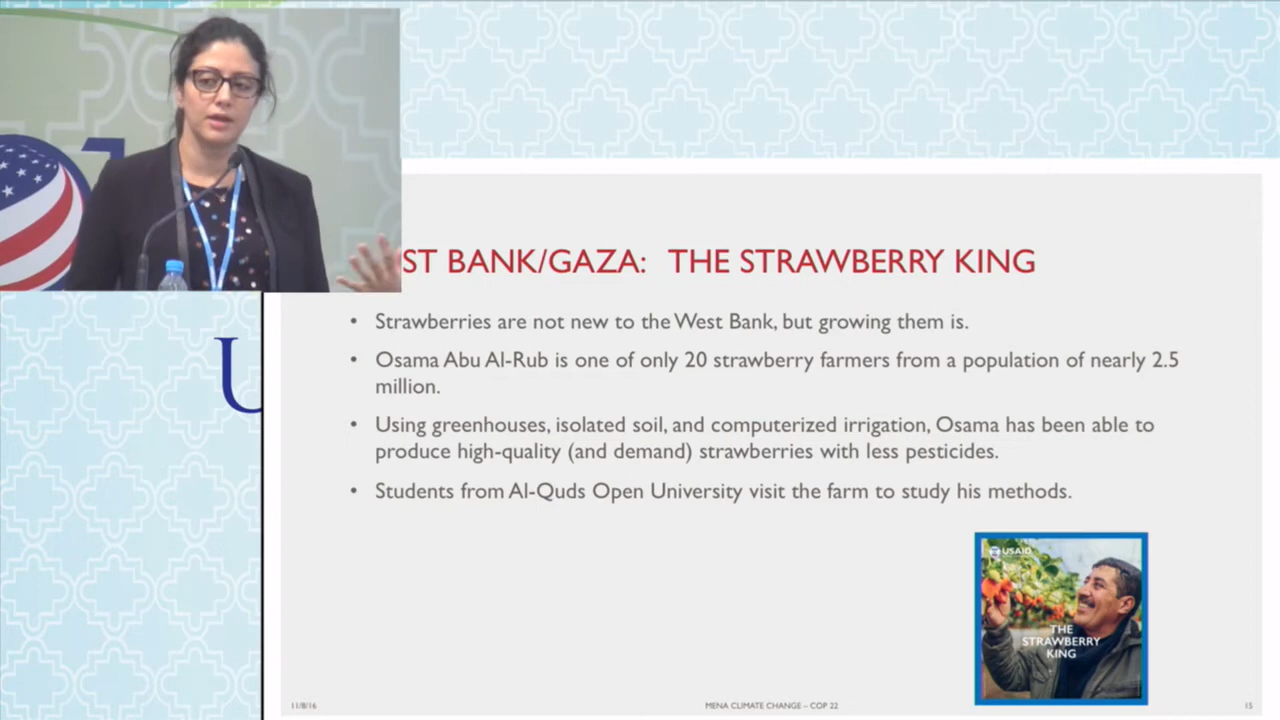 ST BANK/GAZA: THE STRAWBERRY KING
• Strawberries are not new to the West Bank, but growing them is.
• Osama Abu Al-Rub is one of only 20 strawberry farmers from a population of nearly 2.5
million.
• Using greenhouses, isolated soil, and computerized irrigation, Osama has been able to
produce high-quality (and demand) strawberries with less pesticides.
• Students from Al-Quds Open University visit the farm to study his methods.
U
USAID
THE
STRAWBERRY
KING
11/8/16
MENA CLIMATE CHANGE – COP 22
15